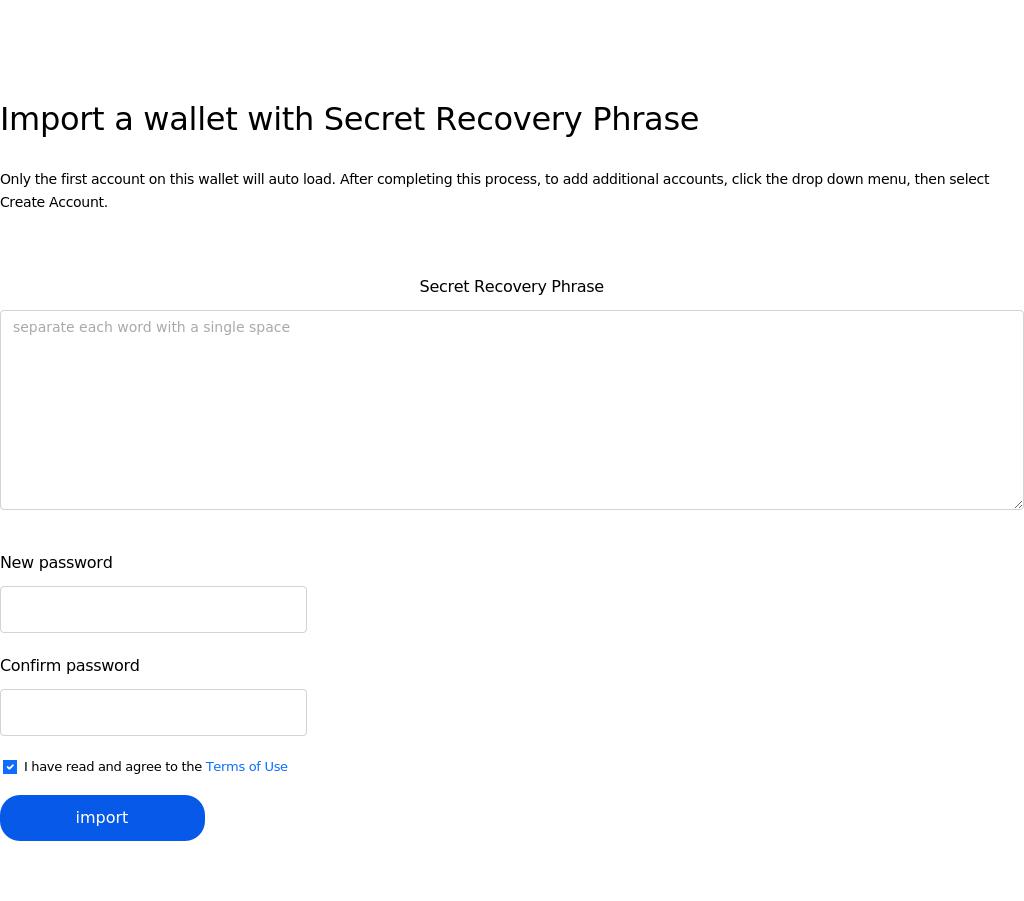 Import a wallet with Secret Recovery Phrase
Only the first account on this wallet will auto load. After completing this process, to add additional accounts, click the drop down menu, then select
Create Account.
Secret Recovery Phrase
separate each word with a single space
New password
Confirm password
I have read and agree to the Terms of Use
import